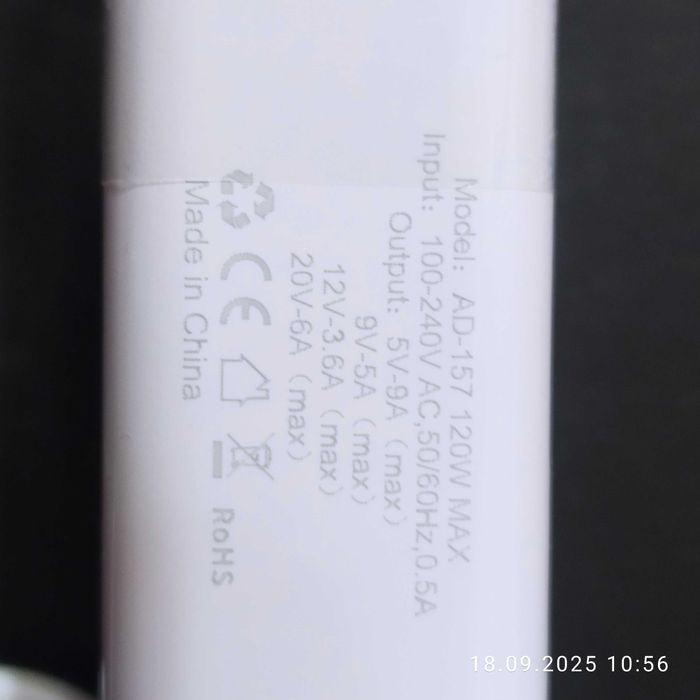 Model: AD-157 120W MAX
Input: 100-240V AC,50/60Hz,0.5A
Output: 5V-9A (max)
9V-5A (max)
12V-3.6A (max)
20V-6A (max)
CE
RoHS
Made in China
18.09.2025 10:56